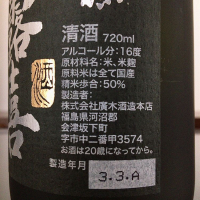 清酒 720ml
アルコール分：16度
原材料名：米、米麹
原料米は全て国産
精米歩合：50%
製造者：
株式会社廣木酒造本店
福島県河沼郡
会津坂下町
字市中二番甲3574
お酒は20歳になってから。
製造年月
3.3.A